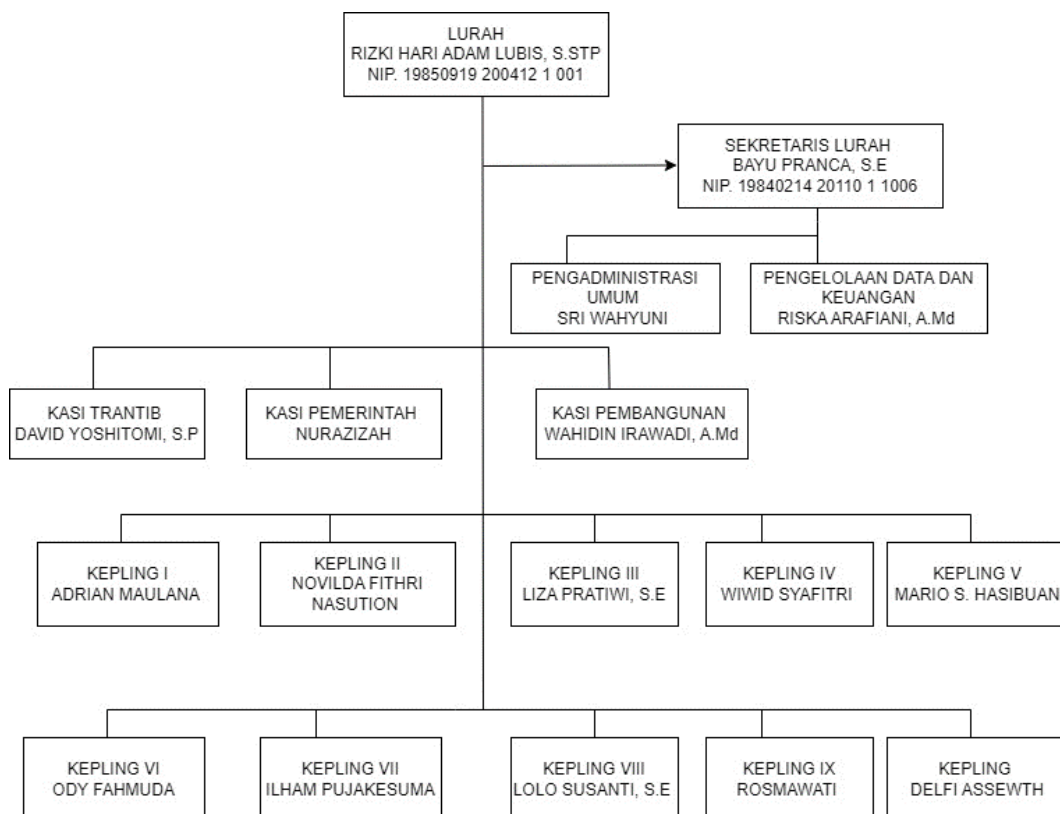 LURAH
RIZKI HARI ADAM LUBIS, S.STP
NIP. 19850919 200412 1 001
SEKRETARIS LURAH
BAYU PRANCA, S.E
NIP. 19840214 20110 1 1006
PENGADMINISTRASI
UMUM
SRI WAHYUNI
PENGELOLAAN DATA DAN
KEUANGAN
RISKA ARAFIANI, A.Md
KASI TRANTIB
DAVID YOSHITOMI, S.P
KASI PEMERINTAH
NURAZIZAH
KASI PEMBANGUNAN
WAHIDIN IRAWADI, A.Md
KEPLING I
ADRIAN MAULANA
KEPLING II
NOVILDA FITHRI
NASUTION
KEPLING III
LIZA PRATIWI, S.E
KEPLING IV
WIWID SYAFITRI
KEPLING V
MARIO S. HASIBUAN
KEPLING VI
ODY FAHMUDA
KEPLING VII
ILHAM PUJAKESUMA
KEPLING VIII
LOLO SUSANTI, S.E
KEPLING IX
ROSMAWATI
KEPLING
DELFI ASSEWTH